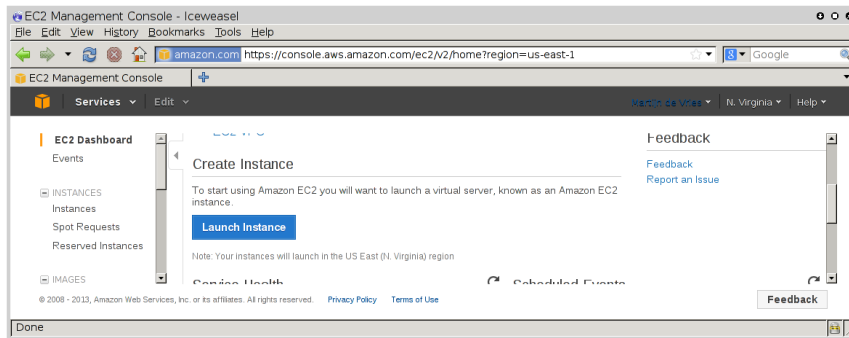 EC2 Management Console - Iceweasel
File Edit View History Bookmarks Tools Help
amazon.com https://console.aws.amazon.com/ec2/v2/home?region=us-east-1
Google
EC2 Management Console
Services Edit
N. Virginia Help
EC2 Dashboard
Events
INSTANCES
Instances
Spot Requests
Reserved Instances
IMAGES
Create Instance
To start using Amazon EC2 you will want to launch a virtual server, known as an Amazon EC2
instance.
Launch Instance
Note: Your instances will launch in the US East (N. Virginia) region
Service Health
Scheduled Events
Feedback
Feedback
Report an Issue
© 2008 - 2013, Amazon Web Services, Inc. or its affiliates. All rights reserved. Privacy Policy Terms of Use
Feedback
Done